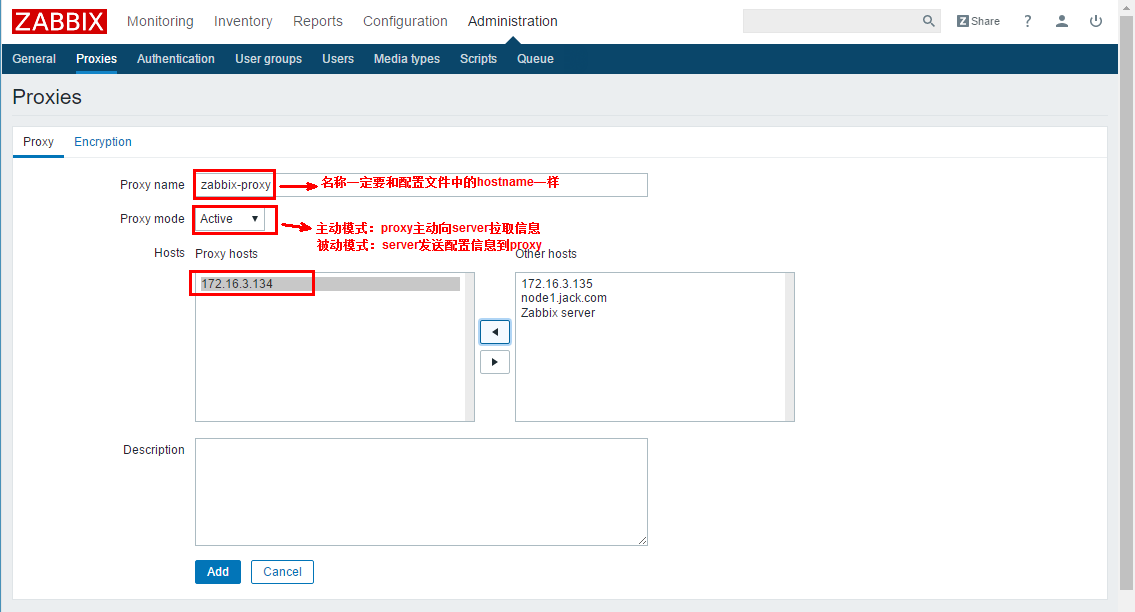 ZABBIX Monitoring Inventory Reports Configuration Administration Share ?
General Proxies Authentication User groups Users Media types Scripts Queue
Proxies
Proxy Encryption
Proxy name zabbix-proxy 名称一定要和配置文件中的hostname一样
Proxy mode Active
主动模式：proxy主动向server拉取信息
被动模式：server发送配置信息到proxy
Hosts Proxy hosts Other hosts
172.16.3.134 172.16.3.135
node1.jack.com
Zabbix server
Description
Add Cancel